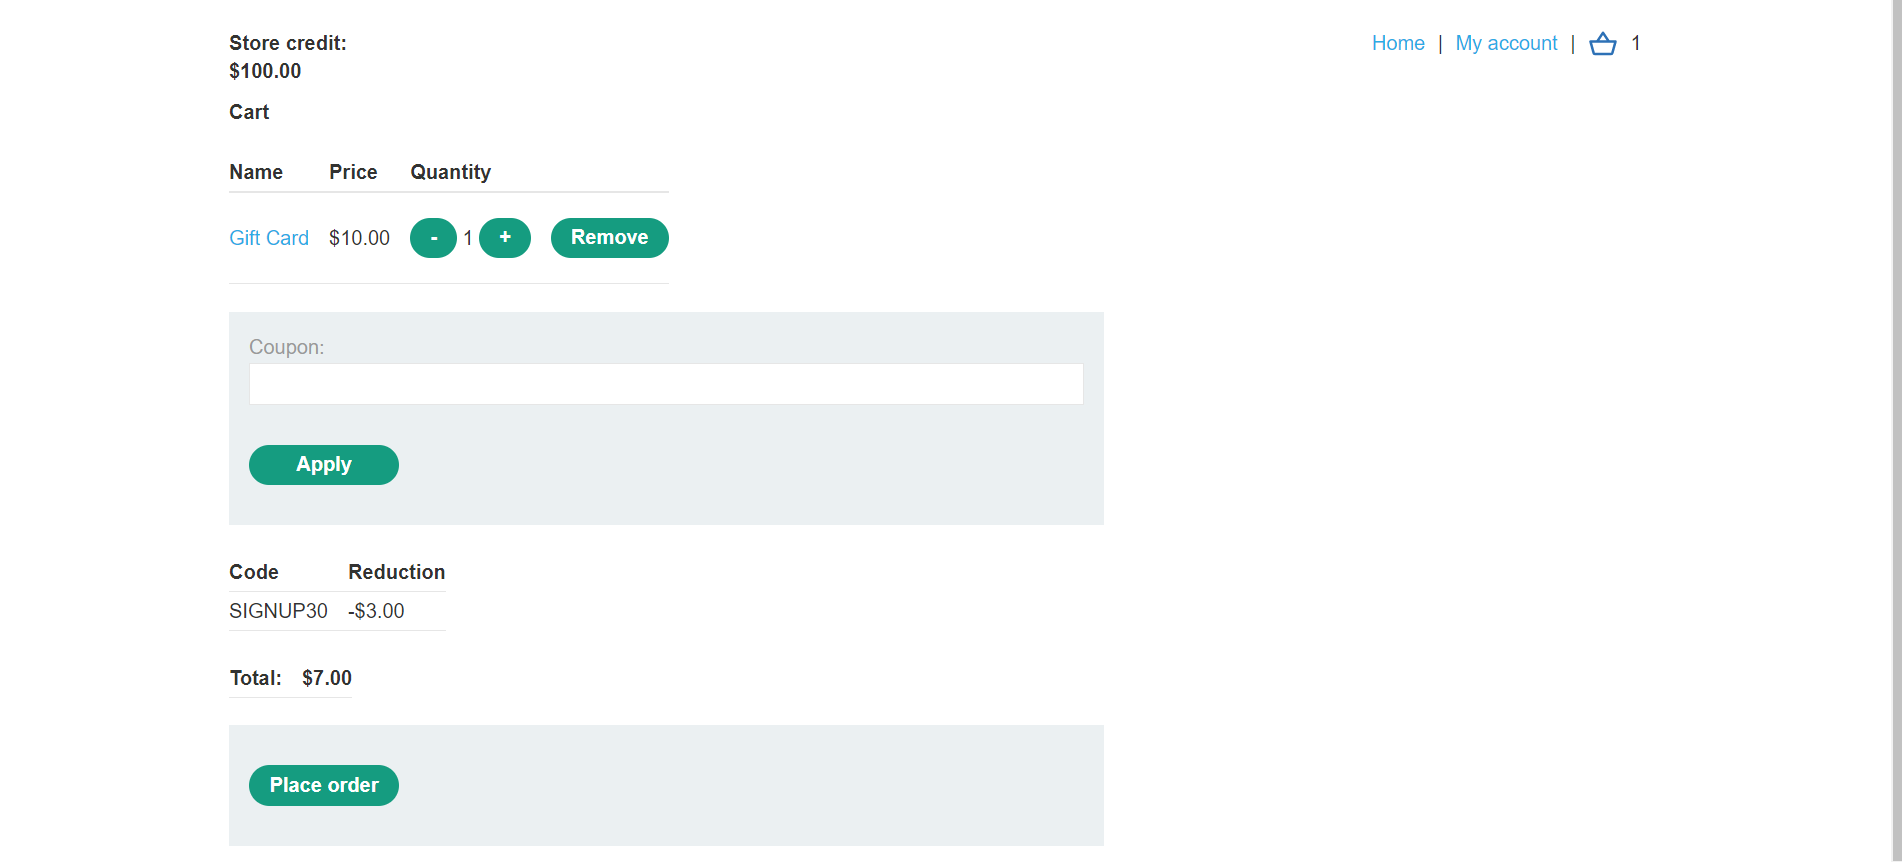 Store credit:
$100.00
Home | My account | 1
Cart
Name Price Quantity
Gift Card $10.00 - 1 + Remove
Coupon:
Apply
Code Reduction
SIGNUP30 -$3.00
Total: $7.00
Place order